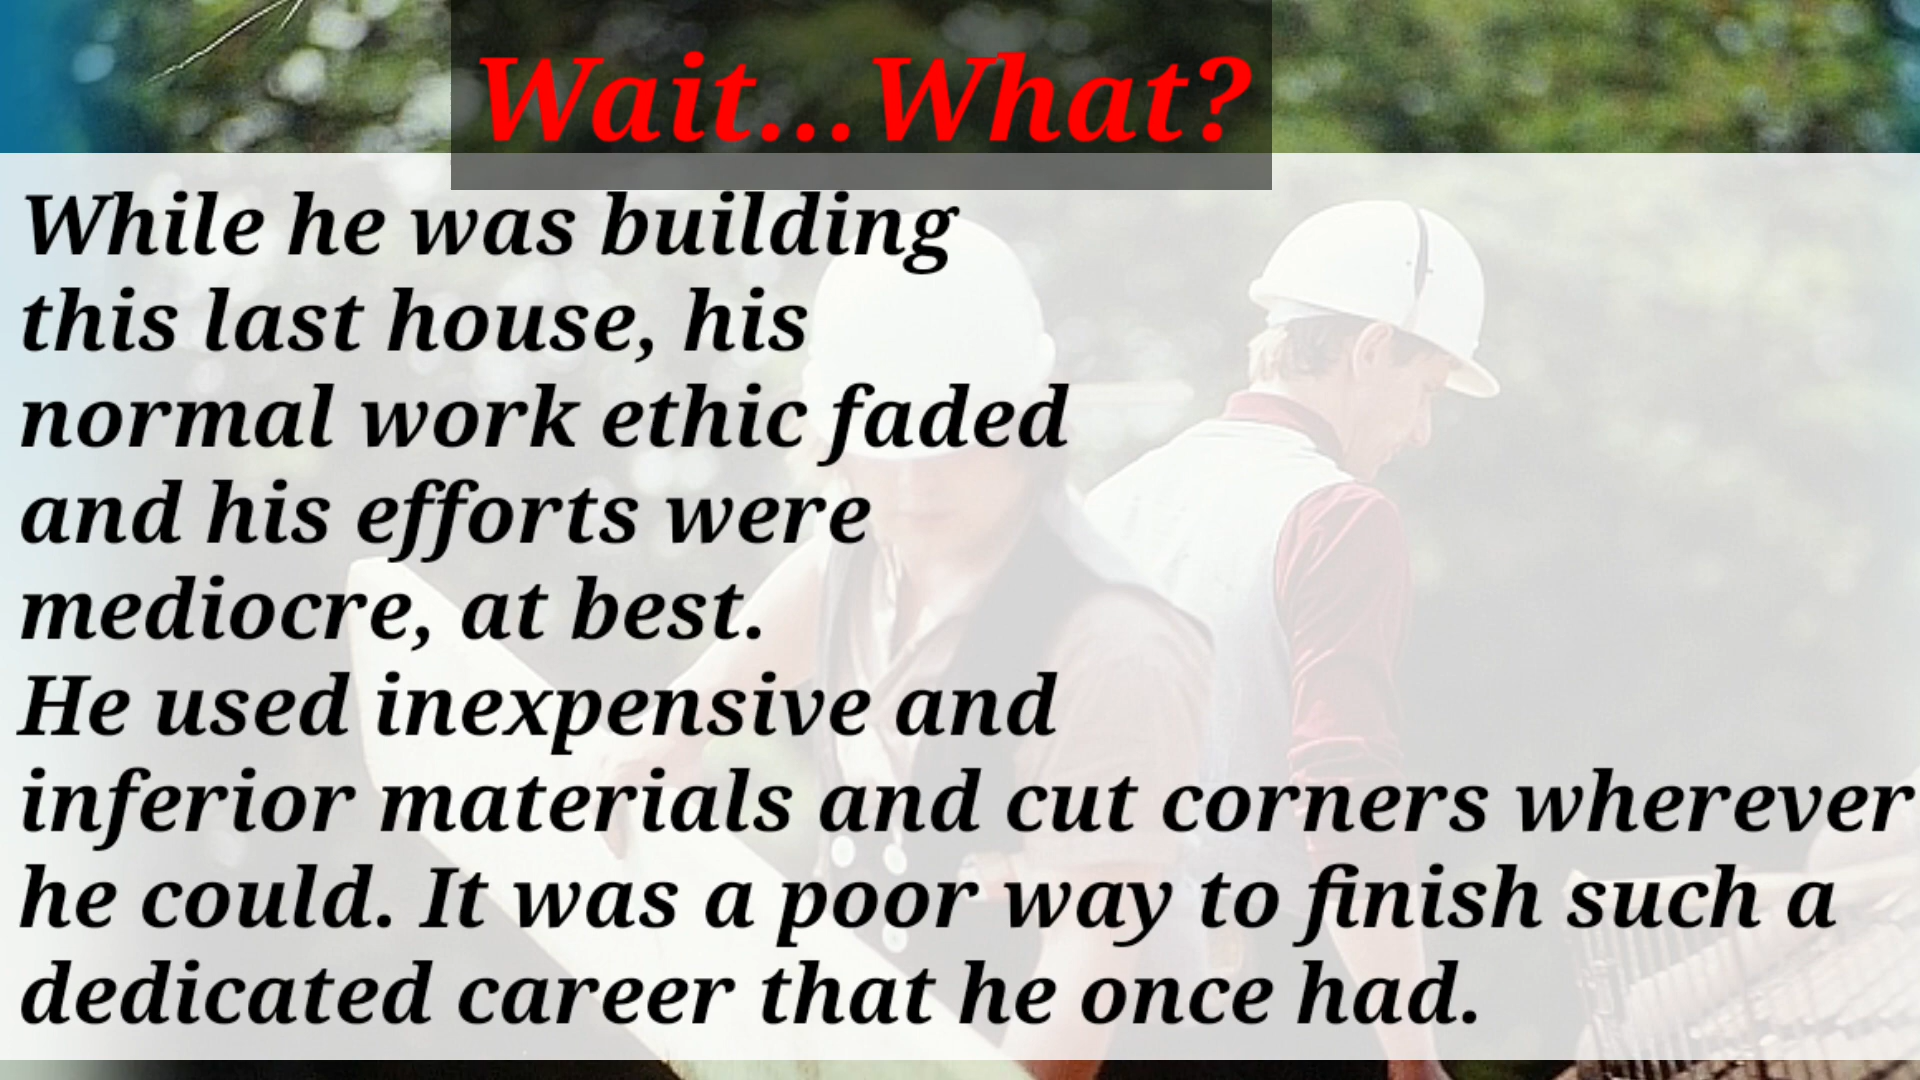 Wait...What?
While he was building
this last house, his
normal work ethic faded
and his efforts were
mediocre, at best.
He used inexpensive and
inferior materials and cut corners wherever
he could. It was a poor way to finish such a
dedicated career that he once had.